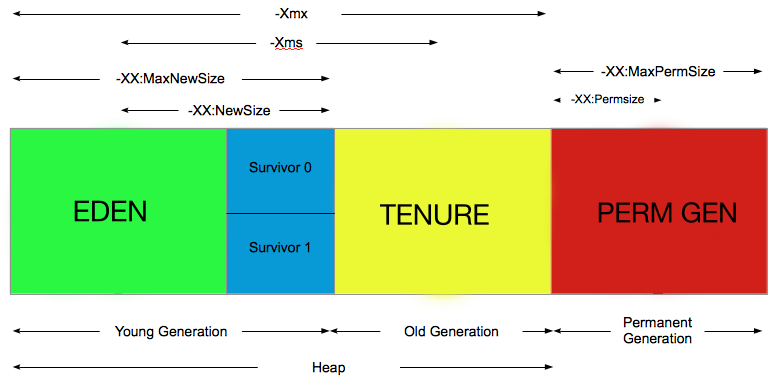 -Xmx
-Xms
-XX:MaxNewSize
-XX:MaxPermSize
-XX:NewSize
-XX:Permsize
EDEN
Survivor 0
Survivor 1
TENURE
PERM GEN
Young Generation
Old Generation
Permanent
Generation
Heap